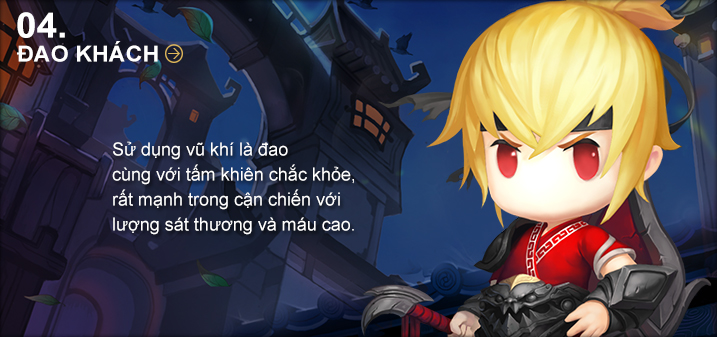 04.
ĐAO KHÁCH
Sử dụng vũ khí là đao
cùng với tấm khiên chắc khỏe,
rất mạnh trong cận chiến với
lượng sát thương và máu cao.